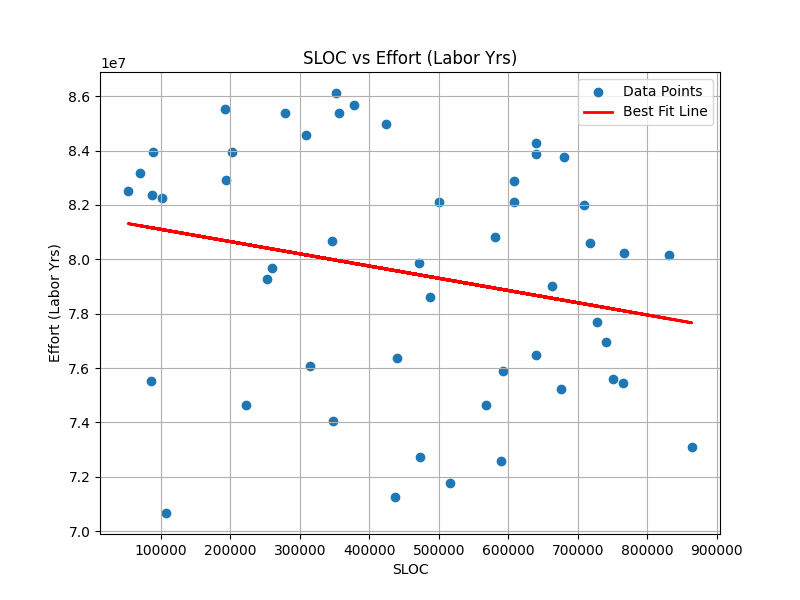 SLOC vs Effort (Labor Yrs)
1e7
Data Points
Best Fit Line
8.6
8.4
8.2
8.0
7.8
7.6
7.4
7.2
7.0
Effort (Labor Yrs)
100000 200000 300000 400000 500000 600000 700000 800000 900000
SLOC